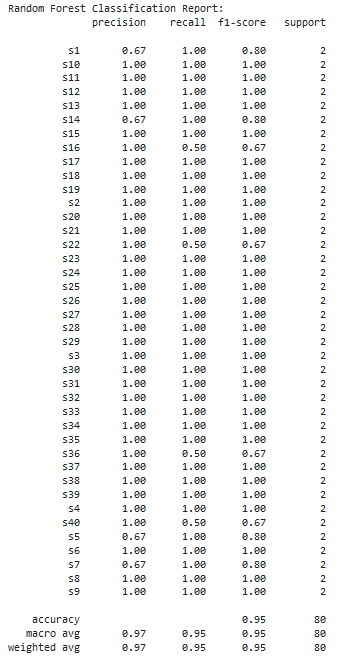 Random Forest Classification Report:
precision recall f1-score support
s1 0.67 1.00 0.80 2
s10 1.00 1.00 1.00 2
s11 1.00 1.00 1.00 2
s12 1.00 1.00 1.00 2
s13 1.00 1.00 1.00 2
s14 0.67 1.00 0.80 2
s15 1.00 1.00 1.00 2
s16 1.00 0.50 0.67 2
s17 1.00 1.00 1.00 2
s18 1.00 1.00 1.00 2
s19 1.00 1.00 1.00 2
s2 1.00 1.00 1.00 2
s20 1.00 1.00 1.00 2
s21 1.00 1.00 1.00 2
s22 1.00 0.50 0.67 2
s23 1.00 1.00 1.00 2
s24 1.00 1.00 1.00 2
s25 1.00 1.00 1.00 2
s26 1.00 1.00 1.00 2
s27 1.00 1.00 1.00 2
s28 1.00 1.00 1.00 2
s29 1.00 1.00 1.00 2
s3 1.00 1.00 1.00 2
s30 1.00 1.00 1.00 2
s31 1.00 1.00 1.00 2
s32 1.00 1.00 1.00 2
s33 1.00 1.00 1.00 2
s34 1.00 1.00 1.00 2
s35 1.00 1.00 1.00 2
s36 1.00 0.50 0.67 2
s37 1.00 1.00 1.00 2
s38 1.00 1.00 1.00 2
s39 1.00 1.00 1.00 2
s4 1.00 1.00 1.00 2
s40 1.00 0.50 0.67 2
s5 0.67 1.00 0.80 2
s6 1.00 1.00 1.00 2
s7 0.67 1.00 0.80 2
s8 1.00 1.00 1.00 2
s9 1.00 1.00 1.00 2
accuracy 0.95 80
macro avg 0.97 0.95 0.95 80
weighted avg 0.97 0.95 0.95 80